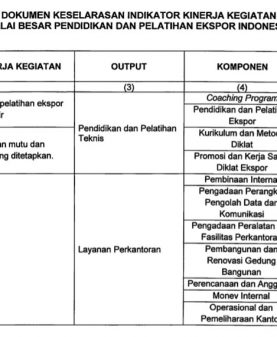 DOKUMEN KESELARASAN INDIKATOR KINERJA KEGIATAN
LAI BESAR PENDIDIKAN DAN PELATIHAN EKSPOR INDONES
RJA KEGIATAN
OUTPUT
KOMPONEN
(3)
(4)
pelatihan ekspor
ir
an mutu dan
ng ditetapkan.
Pendidikan dan Pelatihan
Teknis
Coaching Program
Pendidikan dan Pelati
Ekspor
Kurikulum dan Metod
Diklat
Promosi dan Kerja Sa
Diklat Ekspor
Layanan Perkantoran
Pembinaan Interna
Pengadaan Perangk
Pengolah Data dan
Komunikasi
Pengadaan Peralatan
Fasilitas Perkantora
Pembangunan dan
Renovasi Gedung
Bangunan
Perencanaan dan Angg
Monev Internal
Operasional dan
Pemeliharaan Kanto